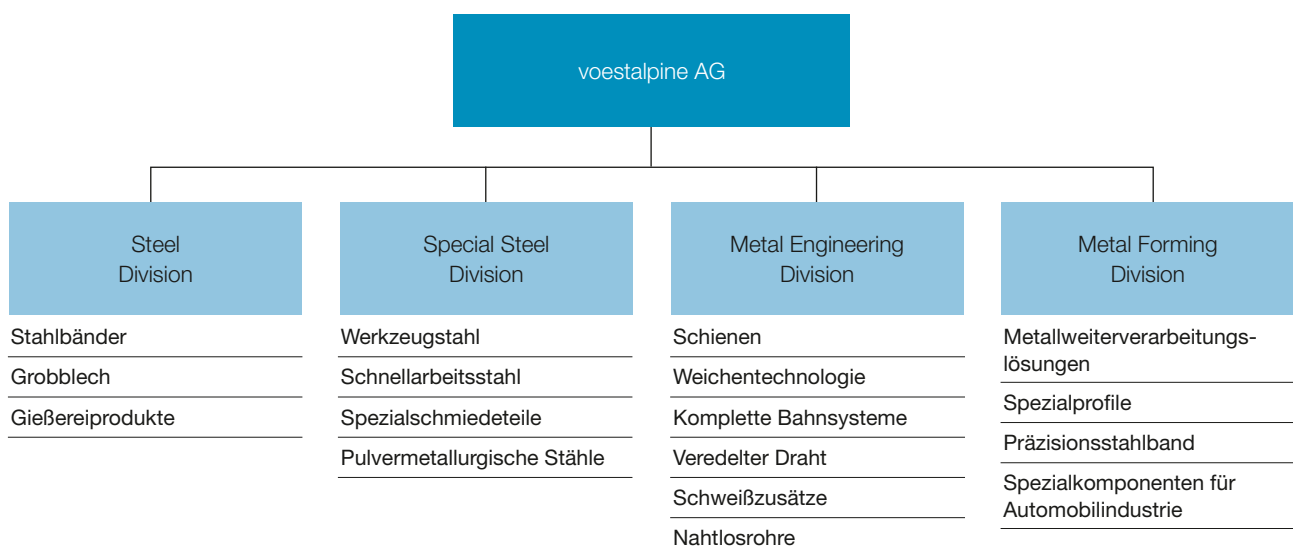 voestalpine AG
Steel
Division
Stahlbänder
Grobblech
Gießereiprodukte
Special Steel
Division
Werkzeugstahl
Schnellarbeitsstahl
Spezialschmiedeteile
Pulvermetallurgische Stähle
Metal Engineering
Division
Schienen
Weichentechnologie
Komplette Bahnsysteme
Veredelter Draht
Schweißzusätze
Nahtlosrohre
Metal Forming
Division
Metallweiterverarbeitungs-
lösungen
Spezialprofile
Präzisionsstahlband
Spezialkomponenten für
Automobilindustrie